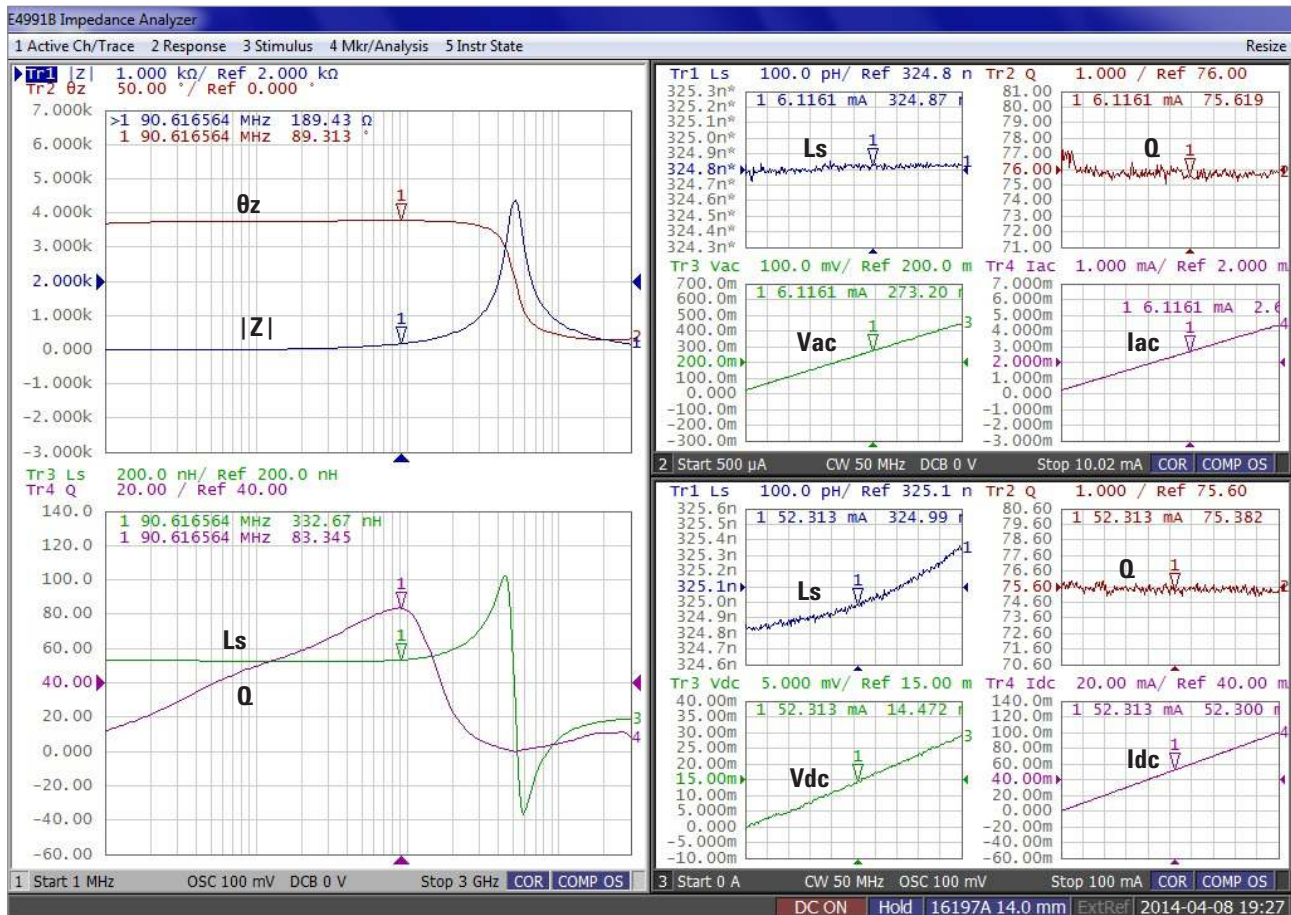 E4991B Impedance Analyzer
1 Active Ch/Trace 2 Response 3 Stimulus 4 Mkr/Analysis 5 Instr State Resize
Tr1 |Z| 1.000 kΩ/ Ref 2.000 kΩ
Tr2 θz 50.00 °/ Ref 0.000 °
7.000k
>1 90.616564 MHz 189.43 Ω
1 90.616564 MHz 89.313 °
6.000k
5.000k
4.000k
θz
1
3.000k
2.000k
1.000k
|Z|
1
0.000
2
1
-1.000k
-2.000k
-3.000k
Tr3 Ls 200.0 nH/ Ref 200.0 nH
Tr4 Q 20.00 / Ref 40.00
140.0
1 90.616564 MHz 332.67 nH
1 90.616564 MHz 83.345
120.0
100.0
1
80.00
60.00
Ls
1
40.00
Q
20.00
3
4
0.000
-20.00
-40.00
-60.00
1 Start 1 MHz OSC 100 mV DCB 0 V Stop 3 GHz COR COMP OS
Tr1 Ls 100.0 pH/ Ref 324.8 n
325.3n*
325.2n*
1 6.1161 mA 324.87
325.1n*
325.0n*
Ls
1
324.9n*
324.8n*
1
324.7n*
324.6n*
324.5n*
324.4n*
324.3n*
Tr2 Q 1.000 / Ref 76.00
81.00
80.00
1 6.1161 mA 75.619
79.00
78.00
Q
1
77.00
76.00
2
75.00
74.00
73.00
72.00
71.00
Tr3 Vac 100.0 mV/ Ref 200.0 m
700.0m
1 6.1161 mA 273.20
600.0m
500.0m
400.0m
1
3
300.0m
Vac
200.0m
100.0m
0.000
-100.0m
-200.0m
-300.0m
Tr4 Iac 1.000 mA/ Ref 2.000 m
7.000m
6.000m
1 6.1161 mA 2.6
5.000m
4.000m
1
4
3.000m
Iac
2.000m
1.000m
0.000
-1.000m
-2.000m
-3.000m
2 Start 500 µA CW 50 MHz DCB 0 V Stop 10.02 mA COR COMP OS
Tr1 Ls 100.0 pH/ Ref 325.1 n
325.6n
1 52.313 mA 324.99
325.5n
325.4n
325.3n
1
325.2n
325.1n
Ls
1
325.0n
324.9n
324.8n
324.7n
324.6n
Tr2 Q 1.000 / Ref 75.60
80.60
1 52.313 mA 75.382
79.60
78.60
77.60
Q
1
76.60
75.60
2
74.60
73.60
72.60
71.60
70.60
Tr3 Vdc 5.000 mV/ Ref 15.00 m
40.00m
1 52.313 mA 14.472
35.00m
30.00m
3
25.00m
20.00m
1
15.00m
Vdc
10.00m
5.000m
0.000
-5.000m
-10.00m
Tr4 Idc 20.00 mA/ Ref 40.00 m
140.0m
1 52.313 mA 52.300
120.0m
100.0m
4
80.00m
1
Idc
60.00m
40.00m
20.00m
0.000
-20.00m
-40.00m
-60.00m
3 Start 0 A CW 50 MHz OSC 100 mV Stop 100 mA COR COMP OS
DC ON Hold 16197A 14.0 mm ExtRef 2014-04-08 19:27